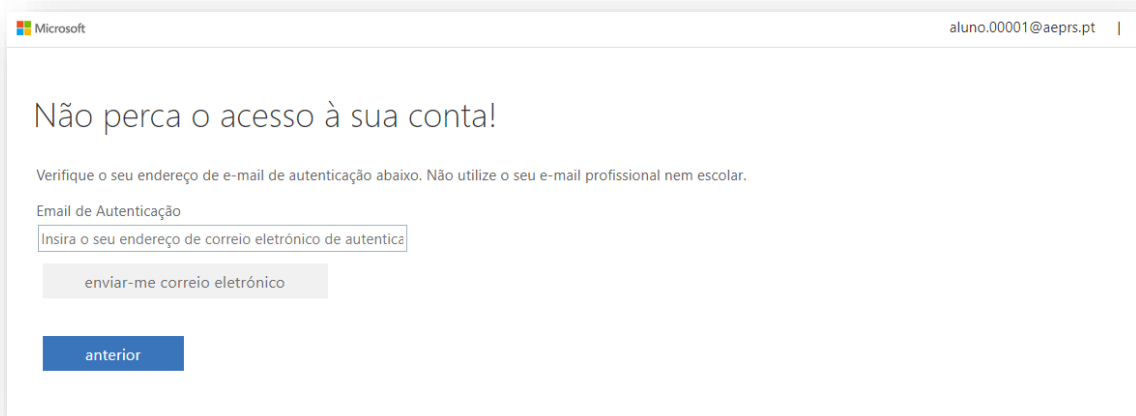 Microsoft
aluno.00001@aeprs.pt |
Não perca o acesso à sua conta!
Verifique o seu endereço de e-mail de autenticação abaixo. Não utilize o seu e-mail profissional nem escolar.
Email de Autenticação
Insira o seu endereço de correio eletrónico de autentica
enviar-me correio eletrónico
anterior